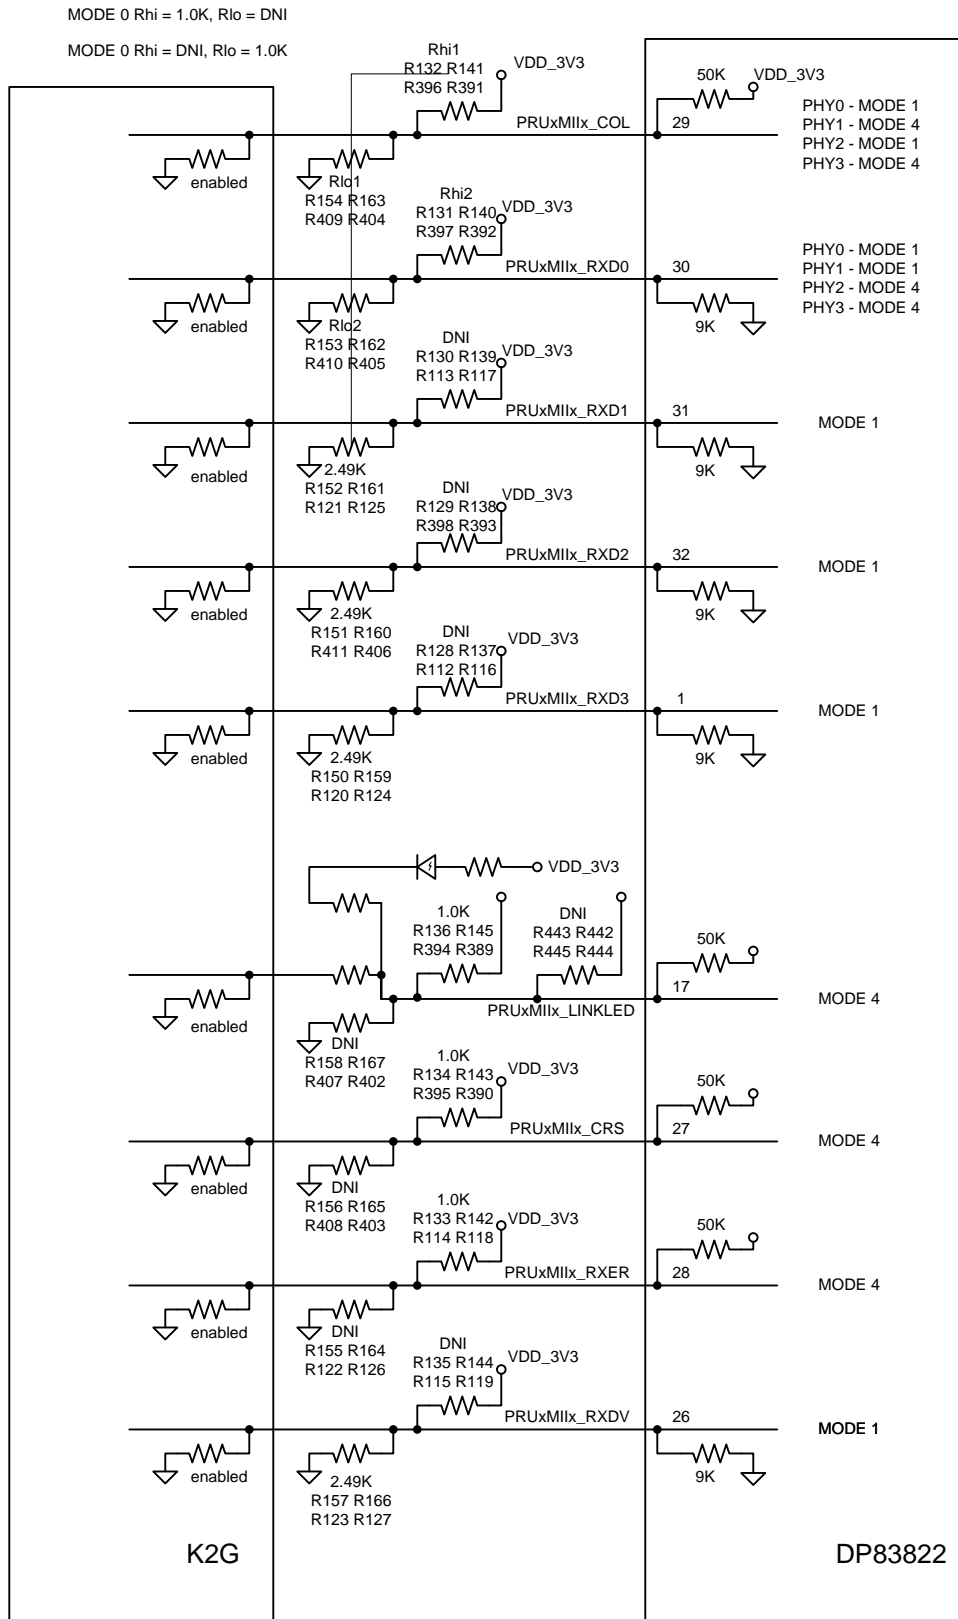 MODE 0 Rhi = 1.0K, Rlo = DNI
MODE 0 Rhi = DNI, Rlo = 1.0K
Rhi1
R132 R141
R396 R391
VDD_3V3
50K
VDD_3V3
PRUxMIIx_COL
29
PHY0 - MODE 1
PHY1 - MODE 4
PHY2 - MODE 1
PHY3 - MODE 4
enabled
Rlo1
R154 R163
R409 R404
Rhi2
R131 R140
R397 R392
VDD_3V3
PRUxMIIx_RXD0
30
PHY0 - MODE 1
PHY1 - MODE 1
PHY2 - MODE 4
PHY3 - MODE 4
enabled
Rlo2
R153 R162
R410 R405
9K
DNI
R130 R139
R113 R117
VDD_3V3
PRUxMIIx_RXD1
31
MODE 1
enabled
2.49K
R152 R161
R121 R125
9K
DNI
R129 R138
R398 R393
VDD_3V3
PRUxMIIx_RXD2
32
MODE 1
enabled
2.49K
R151 R160
R411 R406
9K
DNI
R128 R137
R112 R116
VDD_3V3
PRUxMIIx_RXD3
1
MODE 1
enabled
2.49K
R150 R159
R120 R124
9K
VDD_3V3
1.0K
R136 R145
R394 R389
DNI
R443 R442
R445 R444
50K
17
PRUxMIIx_LINKLED
MODE 4
enabled
DNI
R158 R167
R407 R402
1.0K
R134 R143
R395 R390
VDD_3V3
50K
PRUxMIIx_CRS
27
MODE 4
enabled
DNI
R156 R165
R408 R403
1.0K
R133 R142
R114 R118
VDD_3V3
50K
PRUxMIIx_RXER
28
MODE 4
enabled
DNI
R155 R164
R122 R126
DNI
R135 R144
R115 R119
VDD_3V3
PRUxMIIx_RXDV
26
MODE 1
enabled
2.49K
R157 R166
R123 R127
9K
K2G
DP83822